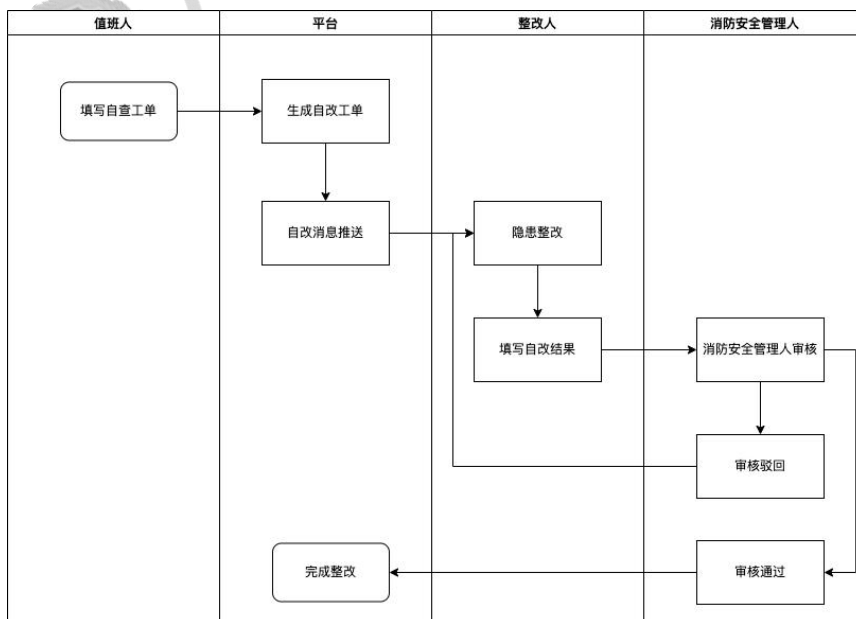 值班人 平台 整改人 消防安全管理人
填写自查工单 生成自改工单
自改消息推送 隐患整改
填写自改结果 消防安全管理人审核
审核驳回
完成整改 审核通过